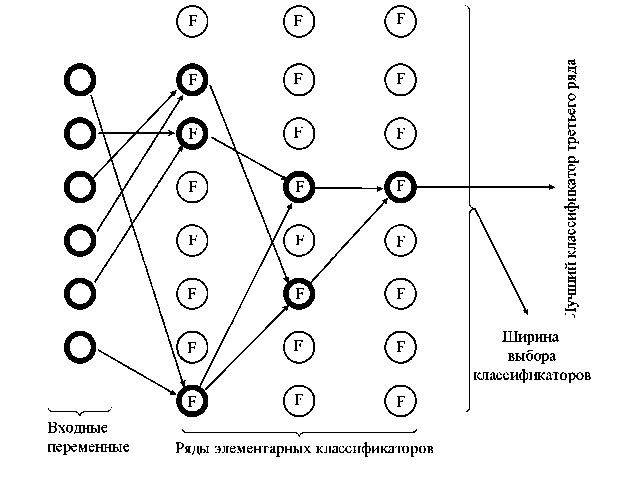 F F F
F F F
F F F
F F F
F F F
F F F
F F F
F F F
Лучший классификатор третьего ряда
Ширина
выбора
классификаторов
Входные
переменные
Ряды элементарных классификаторов